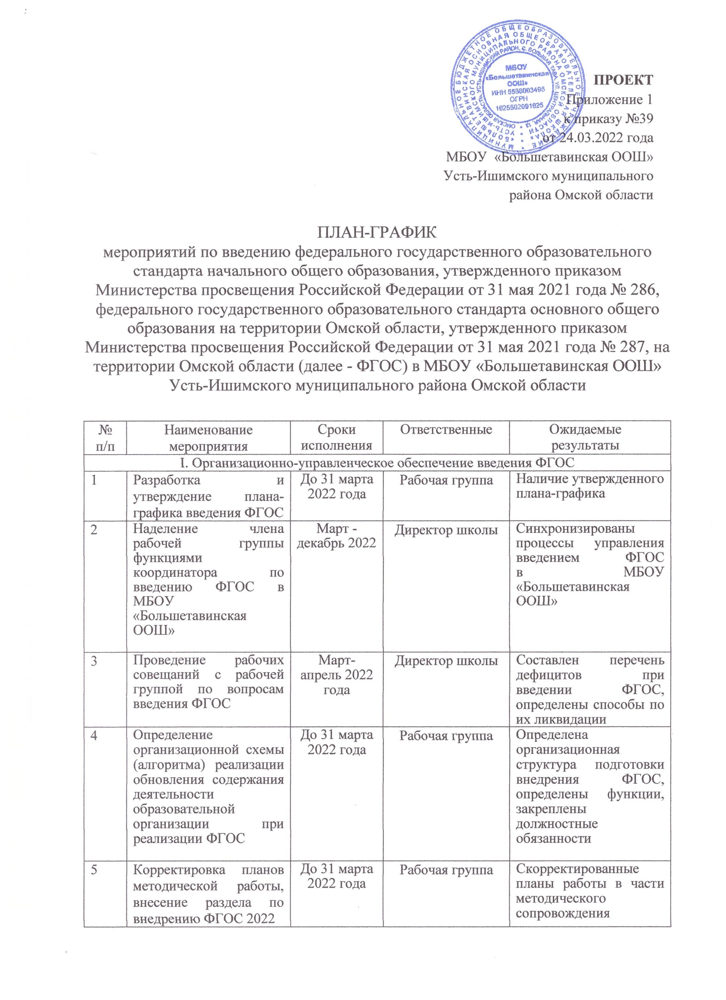 МБОУ
«Большетавинская
ООШ»
ИНН 5538003495
ОГРН
ПРОЕКТ
Приложение 1
к приказу №39
от 24.03.2022 года
МБОУ «Большетавинская ООШ»
Усть-Ишимского муниципального
района Омской области
ПЛАН-ГРАФИК
мероприятий по введению федерального государственного образовательного
стандарта начального общего образования, утвержденного приказом
Министерства просвещения Российской Федерации от 31 мая 2021 года № 286,
федерального государственного образовательного стандарта основного общего
образования на территории Омской области, утвержденного приказом
Министерства просвещения Российской Федерации от 31 мая 2021 года № 287, на
территории Омской области (далее - ФГОС) в МБОУ «Большетавинская ООШ»
Усть-Ишимского муниципального района Омской области
№
п/п
Наименование
мероприятия
Сроки
исполнения
Ответственные
Ожидаемые
результаты
I. Организационно-управленческое обеспечение введения ФГОС
1
Разработка и
утверждение плана-
графика введения ФГОС
До 31 марта
2022 года
Рабочая группа
Наличие утвержденного
плана-графика
2
Наделение члена
рабочей группы
функциями
координатора по
введению ФГОС в
МБОУ
«Большетавинская
ООШ»
Март -
декабрь 2022
Директор школы
Синхронизированы
процессы управления
введением ФГОС
в МБОУ
«Большетавинская
ООШ»
3
Проведение рабочих
совещаний с рабочей
группой по вопросам
введения ФГОС
Март-
апрель 2022
года
Директор школы
Составлен перечень
дефицитов при
введении ФГОС,
определены способы по
их ликвидации
4
Определение
организационной схемы
(алгоритма) реализации
обновления содержания
деятельности
образовательной
организации при
реализации ФГОС
До 31 марта
2022 года
Рабочая группа
Определена
организационная
структура подготовки
внедрения ФГОС,
определены функции,
закреплены
должностные
обязанности
5
Корректировка планов
методической работы,
внесение раздела по
внедрению ФГОС 2022
До 31 марта
2022 года
Рабочая группа
Скорректированные
планы работы в части
методического
сопровождения